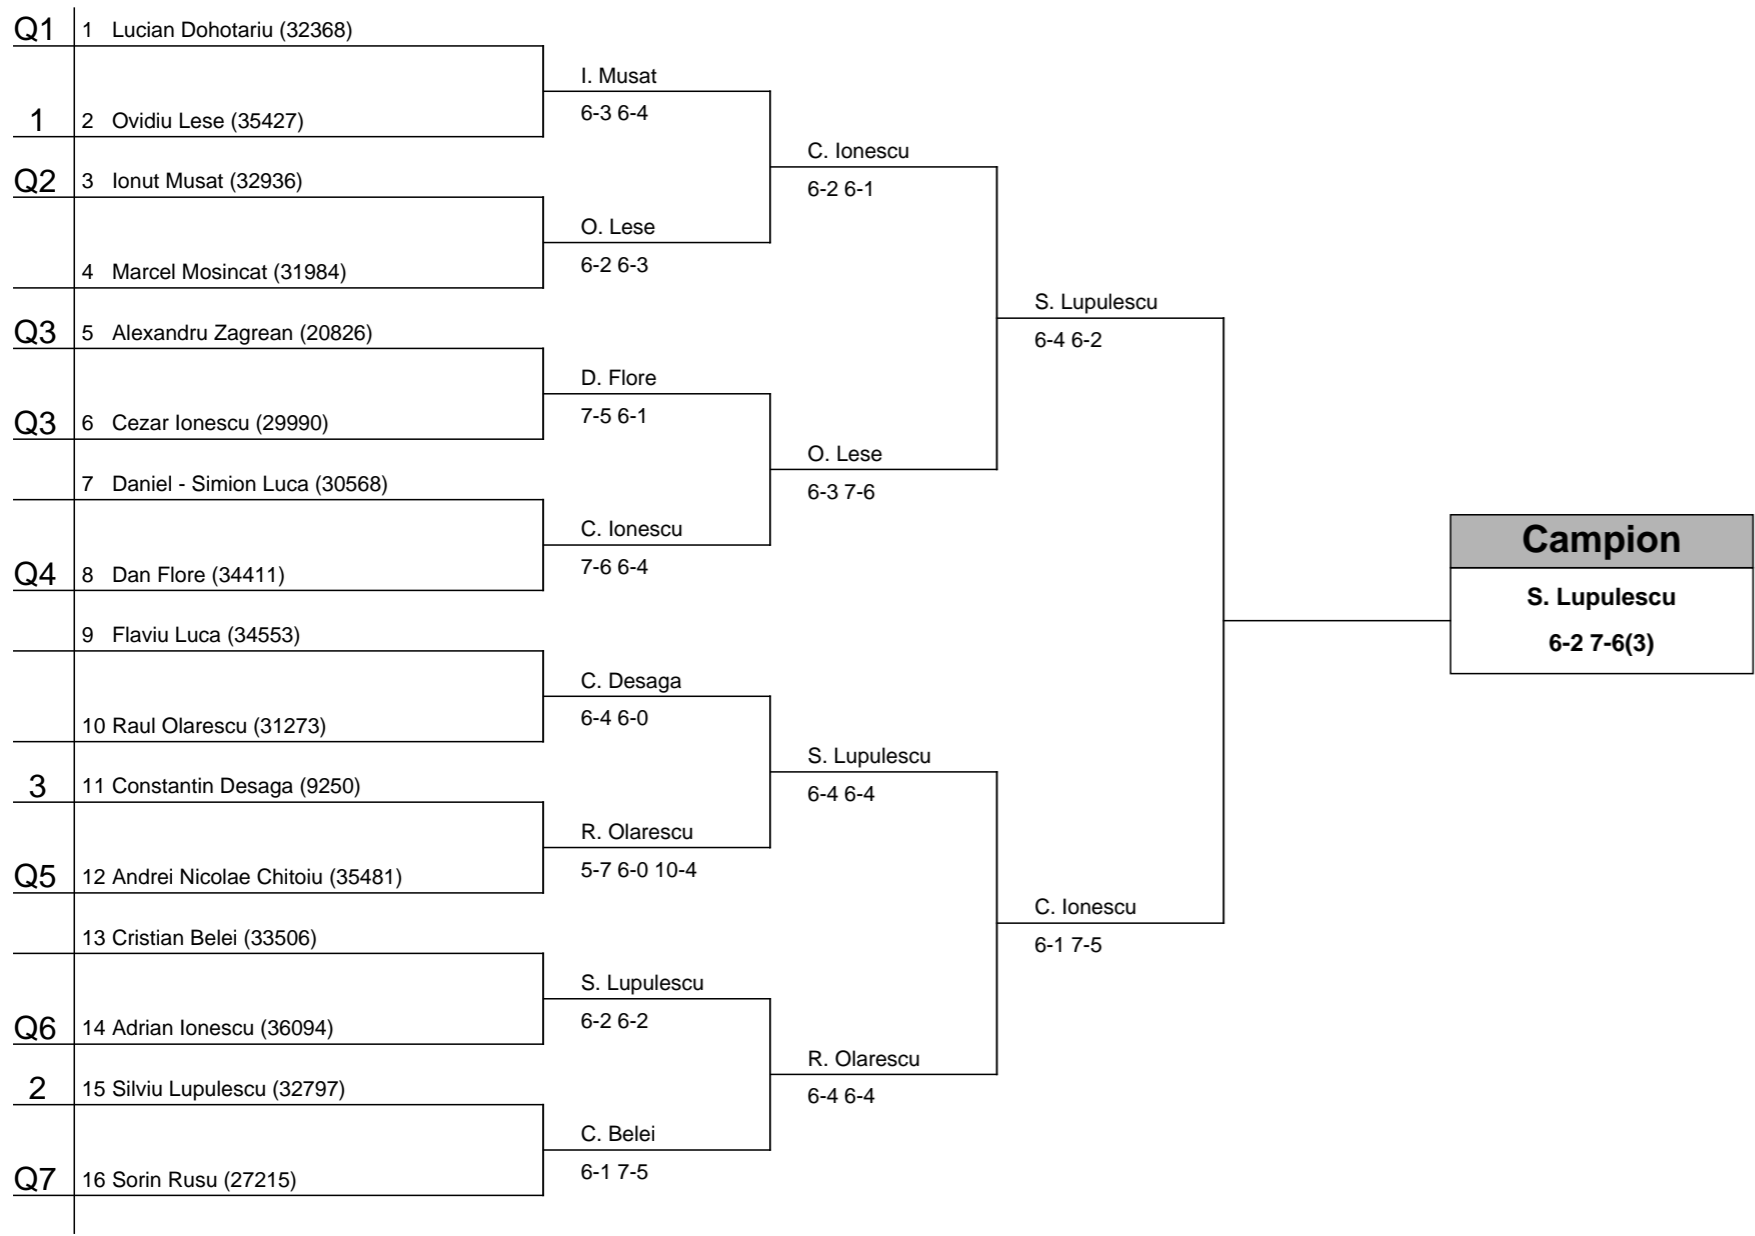 Q1 1 Lucian Dohotariu (32368)
I. Musat
6-3 6-4
1 2 Ovidiu Lese (35427)
C. Ionescu
6-2 6-1
Q2 3 Ionut Musat (32936)
O. Lese
6-2 6-3
4 Marcel Mosincat (31984)
S. Lupulescu
6-4 6-2
Q3 5 Alexandru Zagrean (20826)
D. Flore
7-5 6-1
Q3 6 Cezar Ionescu (29990)
O. Lese
6-3 7-6
7 Daniel - Simion Luca (30568)
C. Ionescu
7-6 6-4
Q4 8 Dan Flore (34411)
Campion
S. Lupulescu
6-2 7-6(3)
9 Flaviu Luca (34553)
C. Desaga
6-4 6-0
10 Raul Olarescu (31273)
S. Lupulescu
6-4 6-4
3 11 Constantin Desaga (9250)
R. Olarescu
5-7 6-0 10-4
Q5 12 Andrei Nicolae Chitoiu (35481)
C. Ionescu
6-1 7-5
13 Cristian Belei (33506)
S. Lupulescu
6-2 6-2
Q6 14 Adrian Ionescu (36094)
R. Olarescu
6-4 6-4
2 15 Silviu Lupulescu (32797)
C. Belei
6-1 7-5
Q7 16 Sorin Rusu (27215)